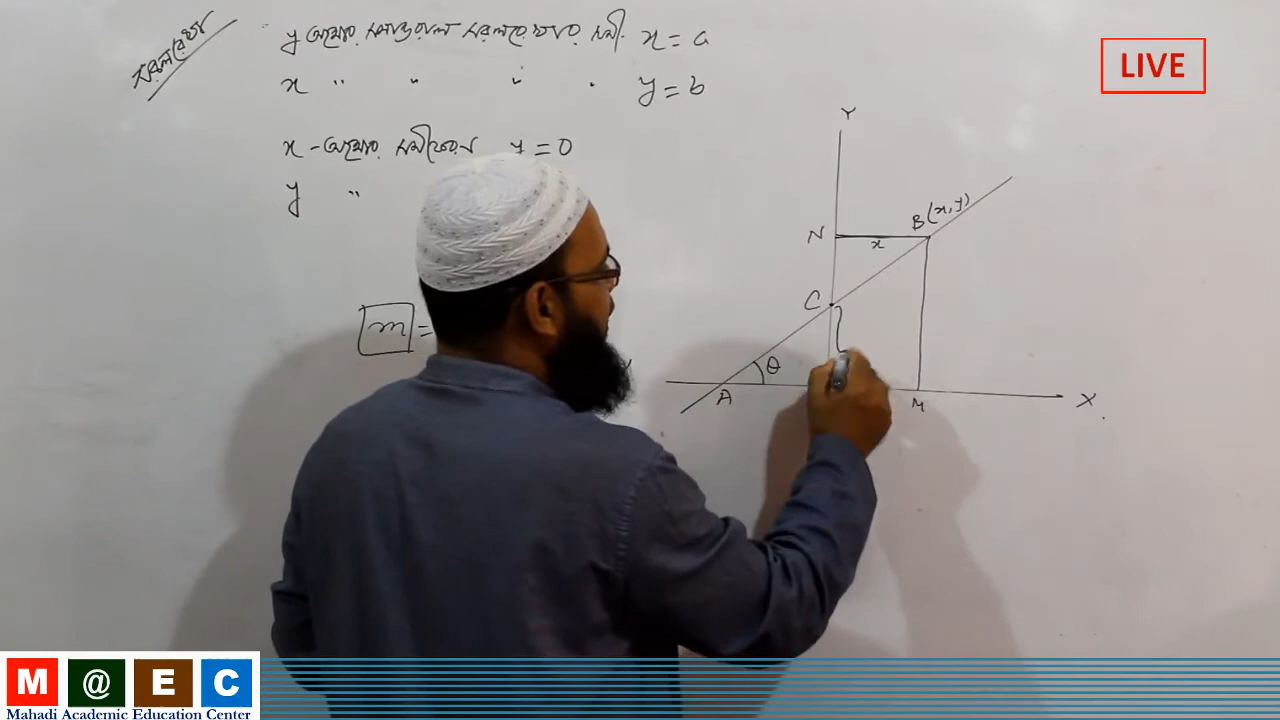 সরলরেখা
y অক্ষের সমান্তরাল সরলরেখার সমী. x = a
x " " " . y = b
x - অক্ষের সমীকরণ y = 0
y "
m =
LIVE
Y
N x B(x,y)
C
θ
A M X
M @ E C
Mahadi Academic Education Center